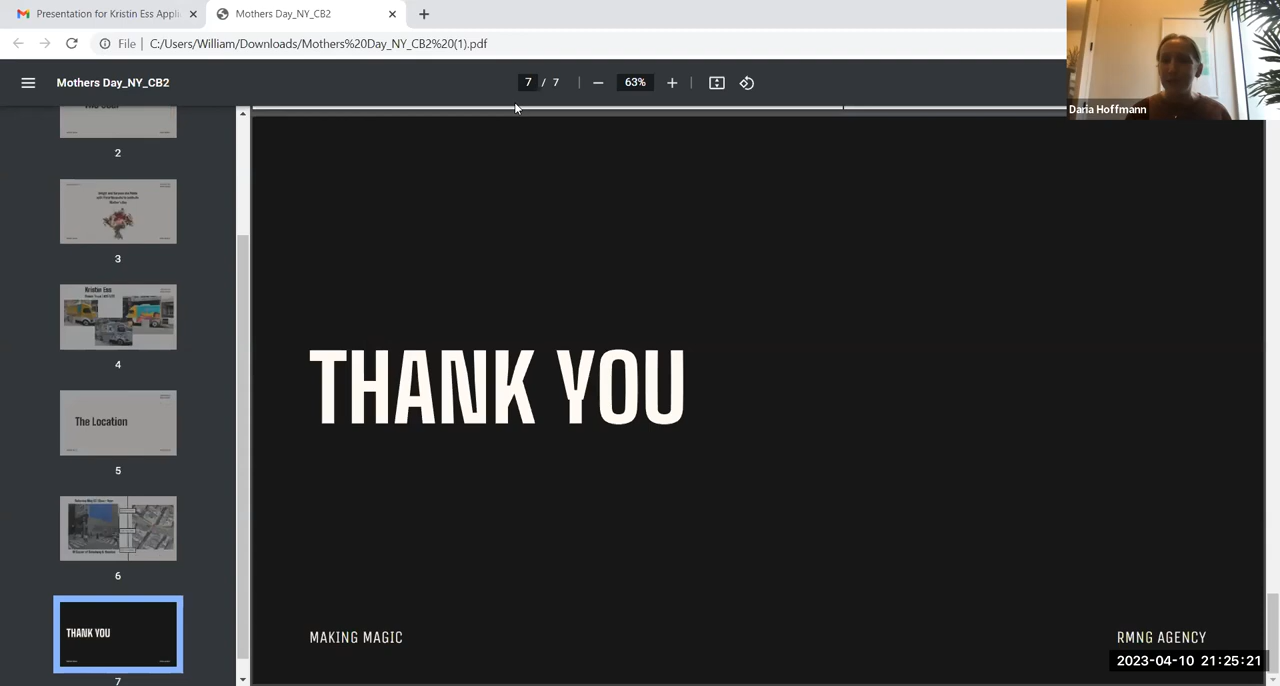 Presentation for Kristin Ess Appli
Mothers Day_NY_CB2
File
C:/Users/William/Downloads/Mothers%20Day_NY_CB2%20(1).pdf
Mothers Day_NY_CB2
7 / 7
63%
Daria Hoffmann
2
3
Kristin Ess
4
The Location
5
6
THANK YOU
7
THANK YOU
MAKING MAGIC
RMNG AGENCY
2023-04-10 21:25:21